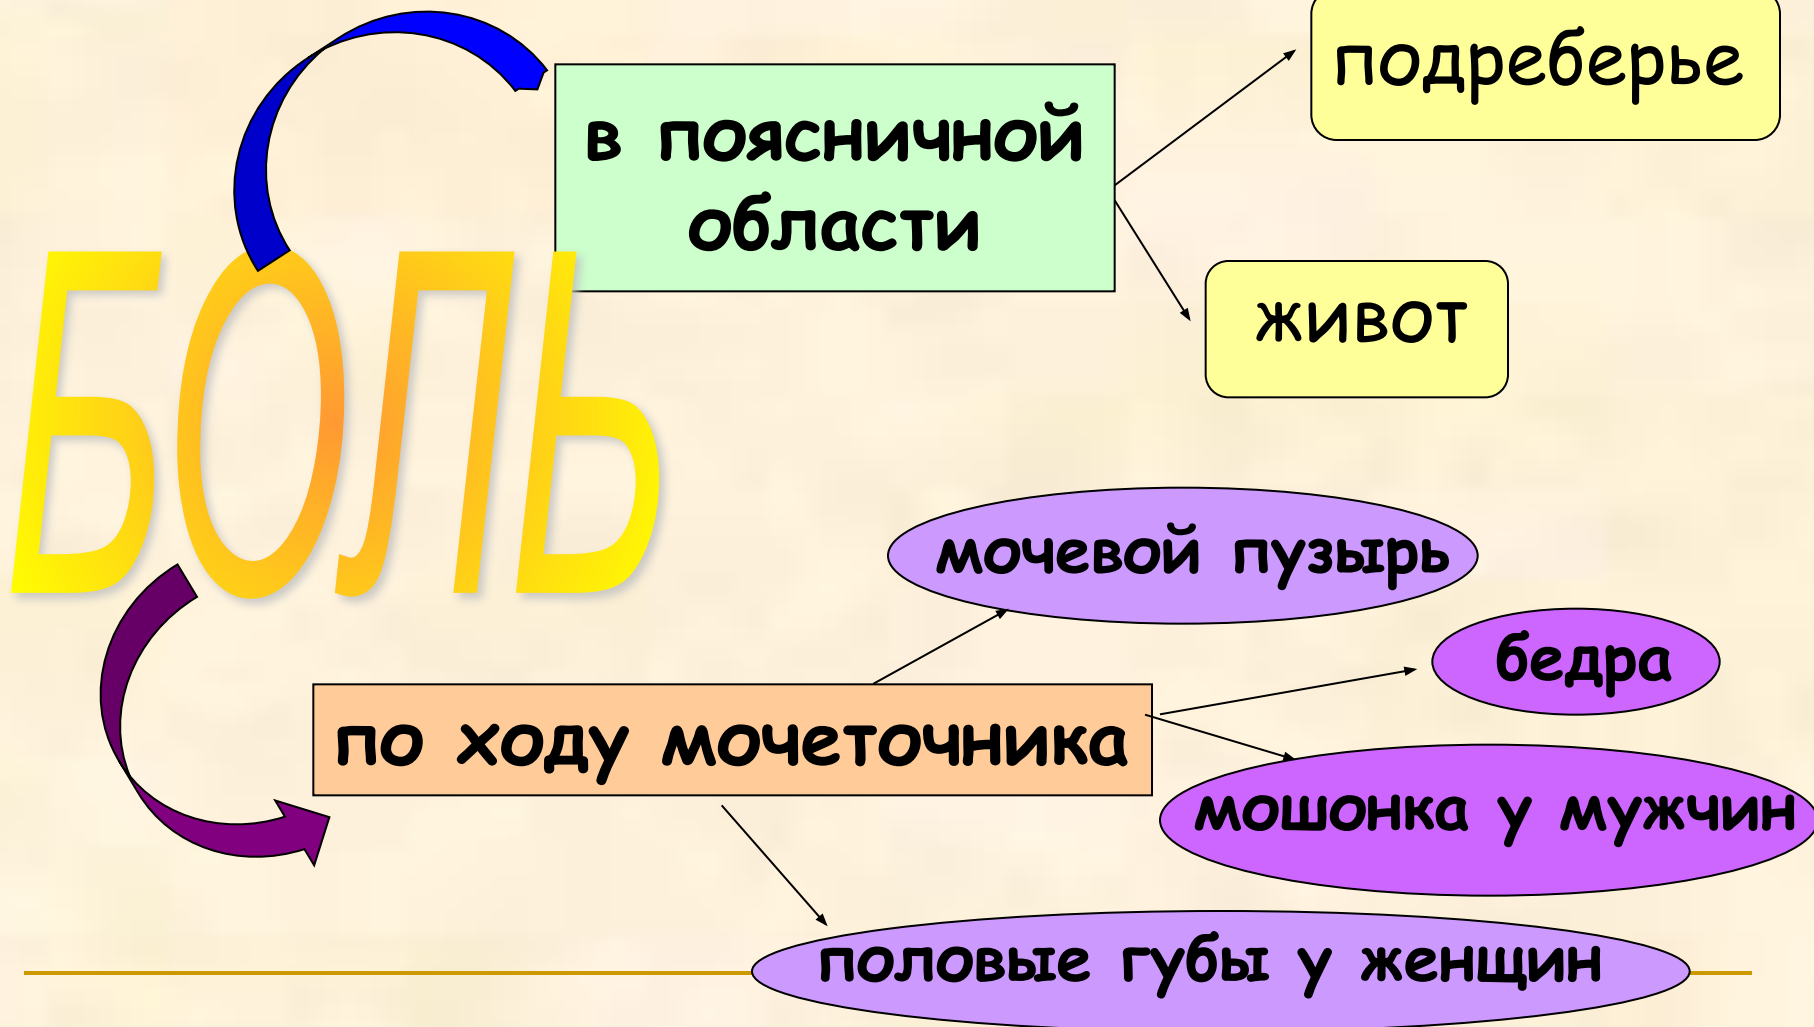 БОЛЬ
в поясничной
области
подреберье
живот
по ходу мочеточника
мочевой пузырь
бедра
мошонка у мужчин
половые губы у женщин